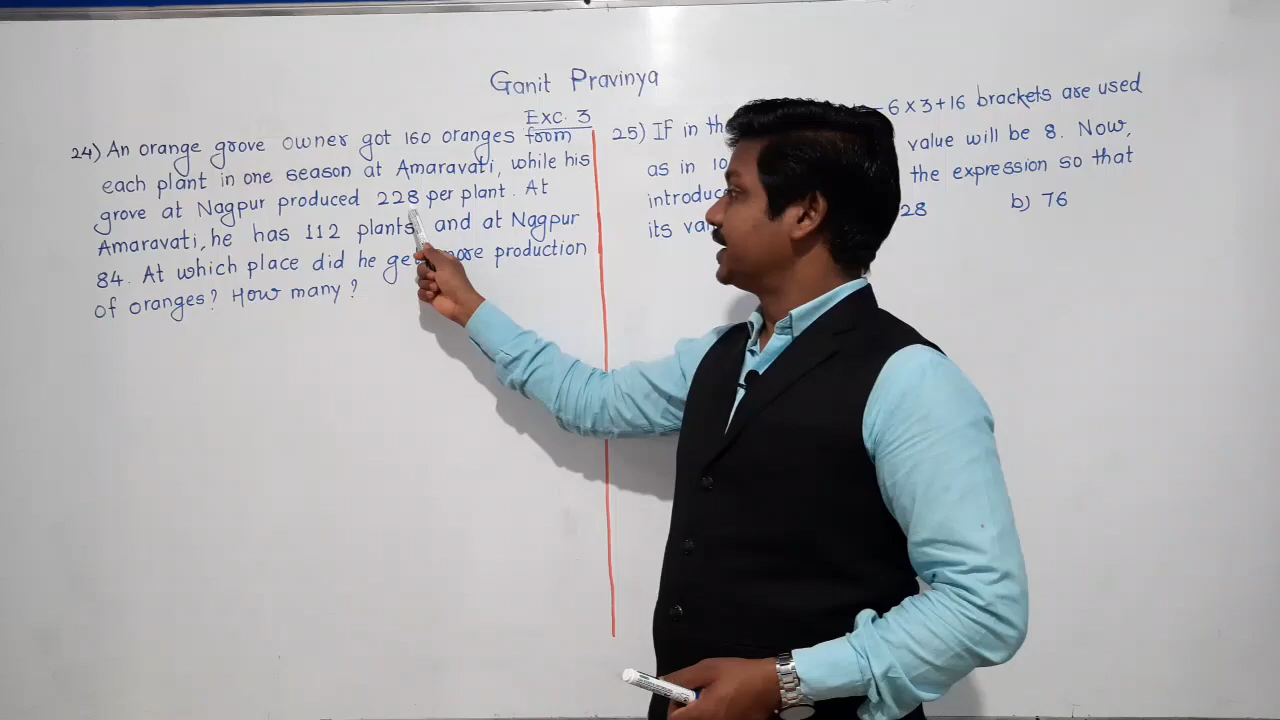 Ganit Pravinya
Exc. 3
24) An orange grove owner got 160 oranges from
each plant in one season at Amaravati, while his
grove at Nagpur produced 228 per plant. At
Amaravati, he has 112 plants, and at Nagpur
84. At which place did he get more production
of oranges? How many?
25) If in th 6 × 3 + 16 brackets are used
as in 10 value will be 8. Now,
introduc the expression so that
its val 28 b) 76